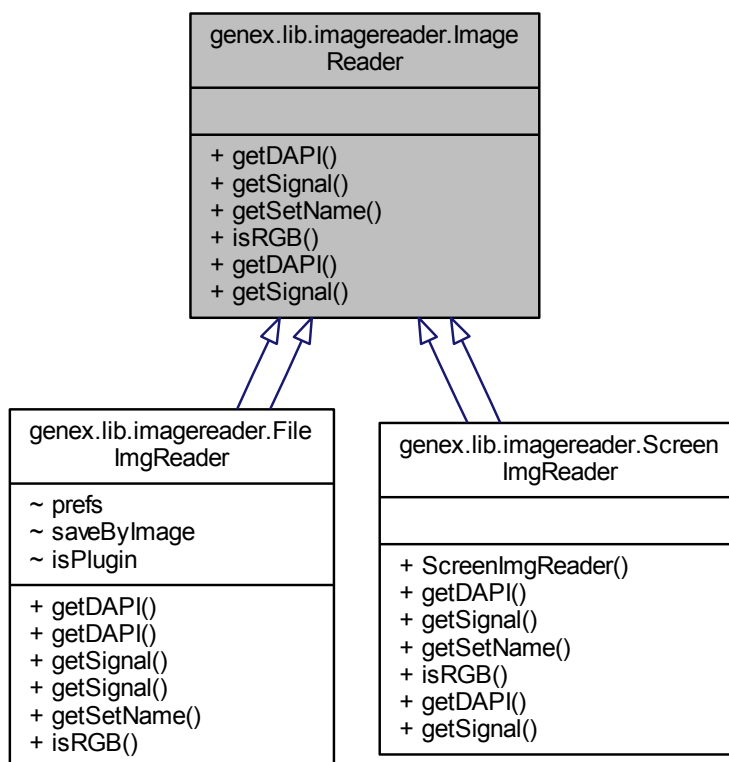 genex.lib.imagereader.Image
Reader
+ getDAPI()
+ getSignal()
+ getSetName()
+ isRGB()
+ getDAPI()
+ getSignal()
genex.lib.imagereader.File
ImgReader
~ prefs
~ saveByImage
~ isPlugin
+ getDAPI()
+ getDAPI()
+ getSignal()
+ getSignal()
+ getSetName()
+ isRGB()
genex.lib.imagereader.Screen
ImgReader
+ ScreenImgReader()
+ getDAPI()
+ getSignal()
+ getSetName()
+ isRGB()
+ getDAPI()
+ getSignal()